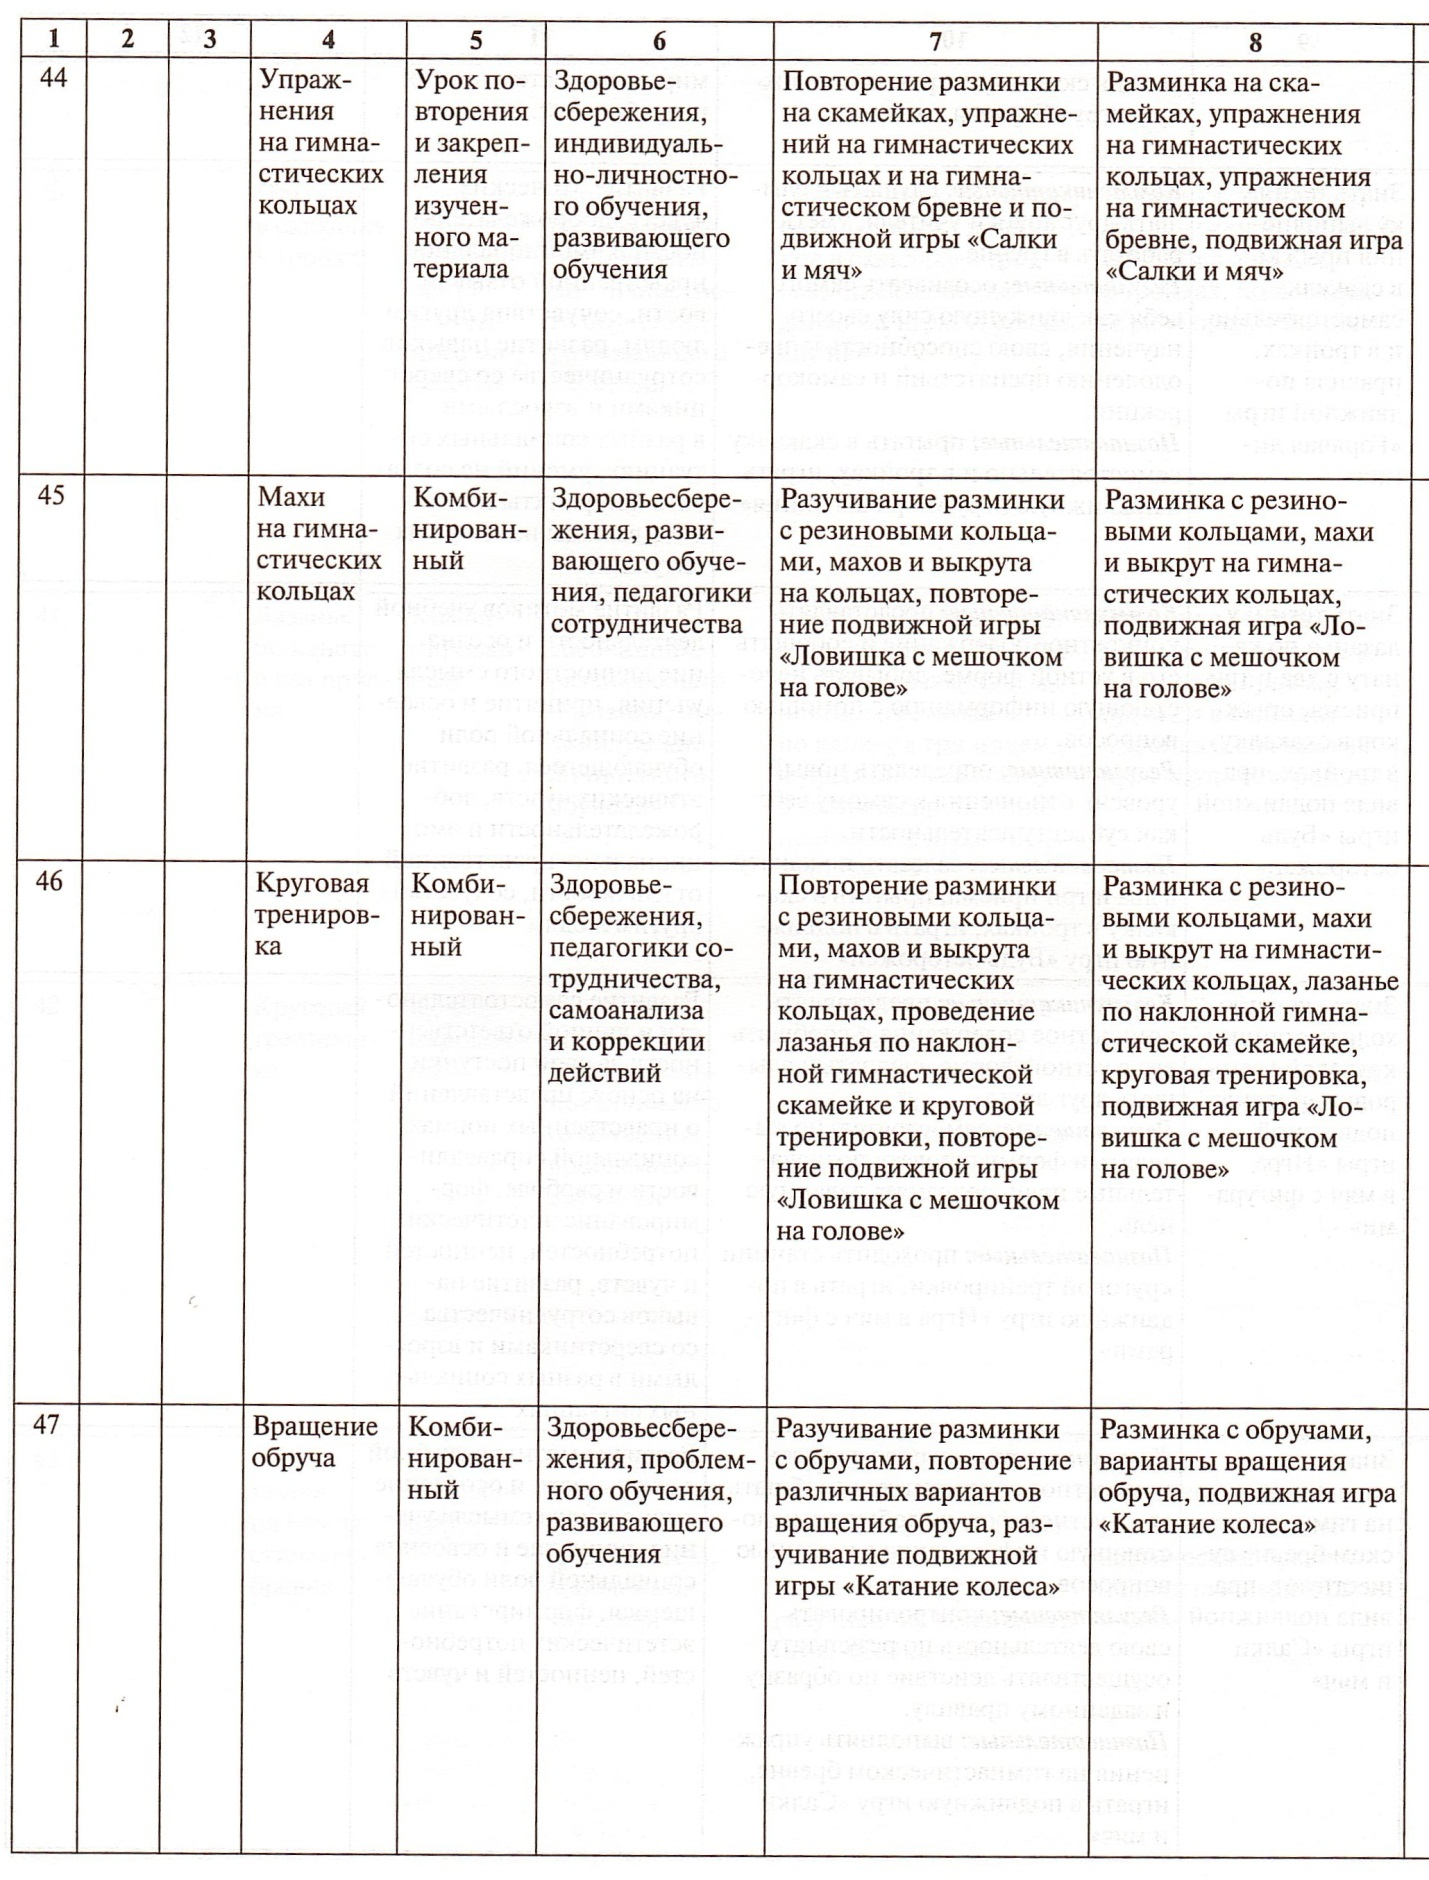 1 2 3 4 5 6 7 8
44
Упраж-
нения
на гимна-
стических
кольцах
Урок по-
вторения
и закреп-
ления
изучен-
ного ма-
териала
Здоровье-
сбережения,
индивидуаль-
но-личностно-
го обучения,
развивающего
обучения
Повторение разминки
на скамейках, упражне-
ний на гимнастических
кольцах и на гимна-
стическом бревне и по-
движной игры «Салки
и мяч»
Разминка на ска-
мейках, упражнения
на гимнастических
кольцах, упражнения
на гимнастическом
бревне, подвижная игра
«Салки и мяч»
45
Махи
на гимна-
стических
кольцах
Комби-
нирован-
ный
Здоровьесбере-
жения, разви-
вающего обуче-
ния, педагогики
сотрудничества
Разучивание разминки
с резиновыми кольца-
ми, махов и выкрута
на кольцах, повторе-
ние подвижной игры
«Ловишка с мешочком
на голове»
Разминка с резино-
выми кольцами, махи
и выкрут на гимна-
стических кольцах,
подвижная игра «Ло-
вишка с мешочком
на голове»
46
Круговая
трениров-
ка
Комби-
нирован-
ный
Здоровье-
сбережения,
педагогики со-
трудничества,
самоанализа
и коррекции
действий
Повторение разминки
с резиновыми кольца-
ми, махов и выкрута
на гимнастических
кольцах, проведение
лазанья по наклон-
ной гимнастической
скамейке и круговой
тренировки, повторе-
ние подвижной игры
«Ловишка с мешочком
на голове»
Разминка с резино-
выми кольцами, махи
и выкрут на гимнасти-
ческих кольцах, лазанье
по наклонной гимна-
стической скамейке,
круговая тренировка,
подвижная игра «Ло-
вишка с мешочком
на голове»
47
Вращение
обруча
Комби-
нирован-
ный
Здоровьесбере-
жения, проблем-
ного обучения,
развивающего
обучения
Разучивание разминки
с обручами, повторение
различных вариантов
вращения обруча, раз-
учивание подвижной
игры «Катание колеса»
Разминка с обручами,
варианты вращения
обруча, подвижная игра
«Катание колеса»